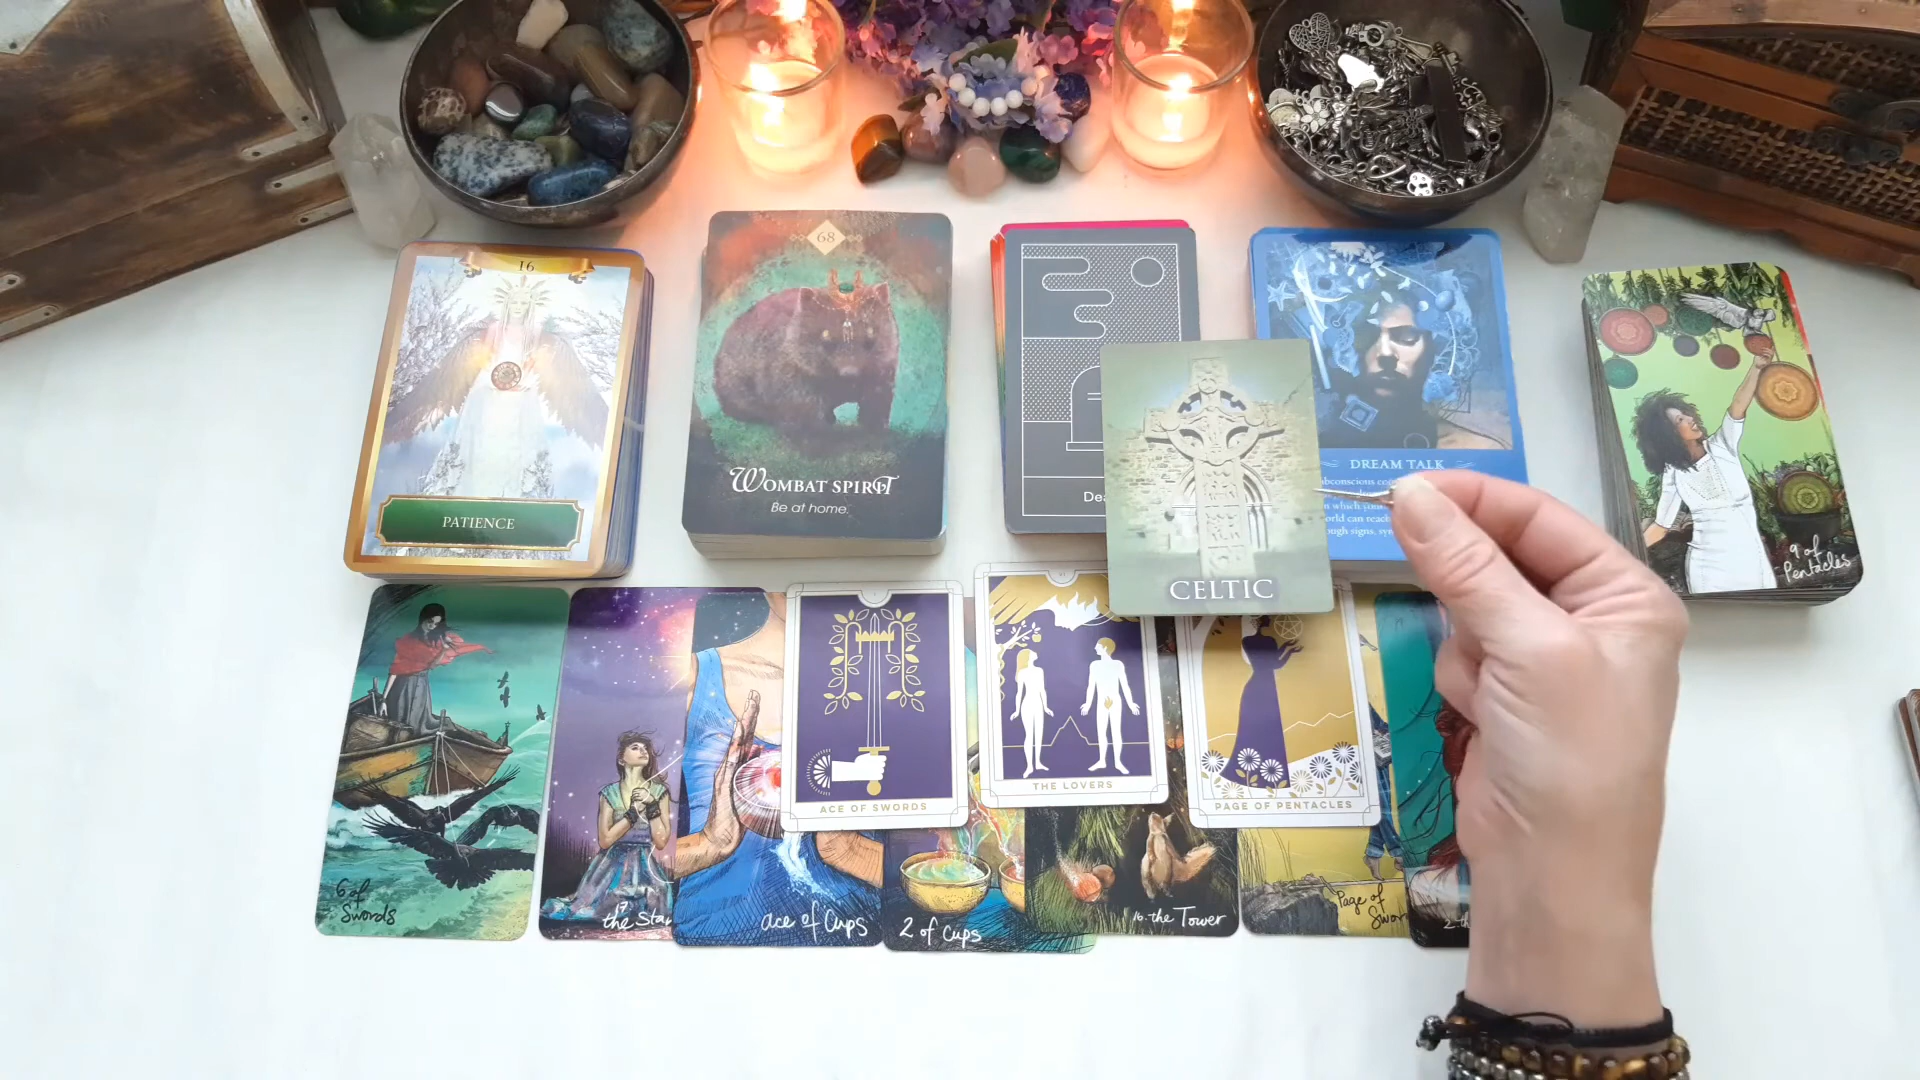 16
PATIENCE
68
WOMBAT SPIRIT
Be at home.
CELTIC
DREAM TALK
9 of
Pentacles
6 of
Swords
17
the Sta
ace of Cups
ACE OF SWORDS
2 of Cups
THE LOVERS
16. the Tower
PAGE OF PENTACLES
Page of